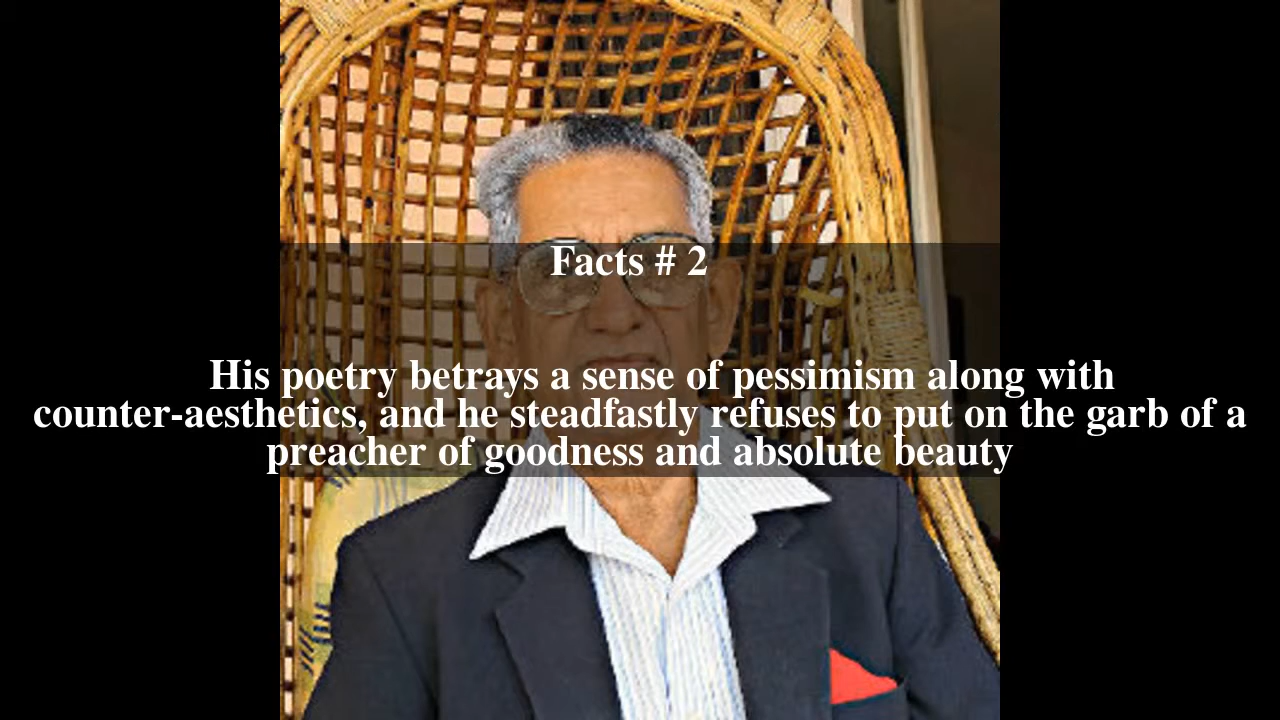 Facts # 2
His poetry betrays a sense of pessimism along with
counter-aesthetics, and he steadfastly refuses to put on the garb of a
preacher of goodness and absolute beauty